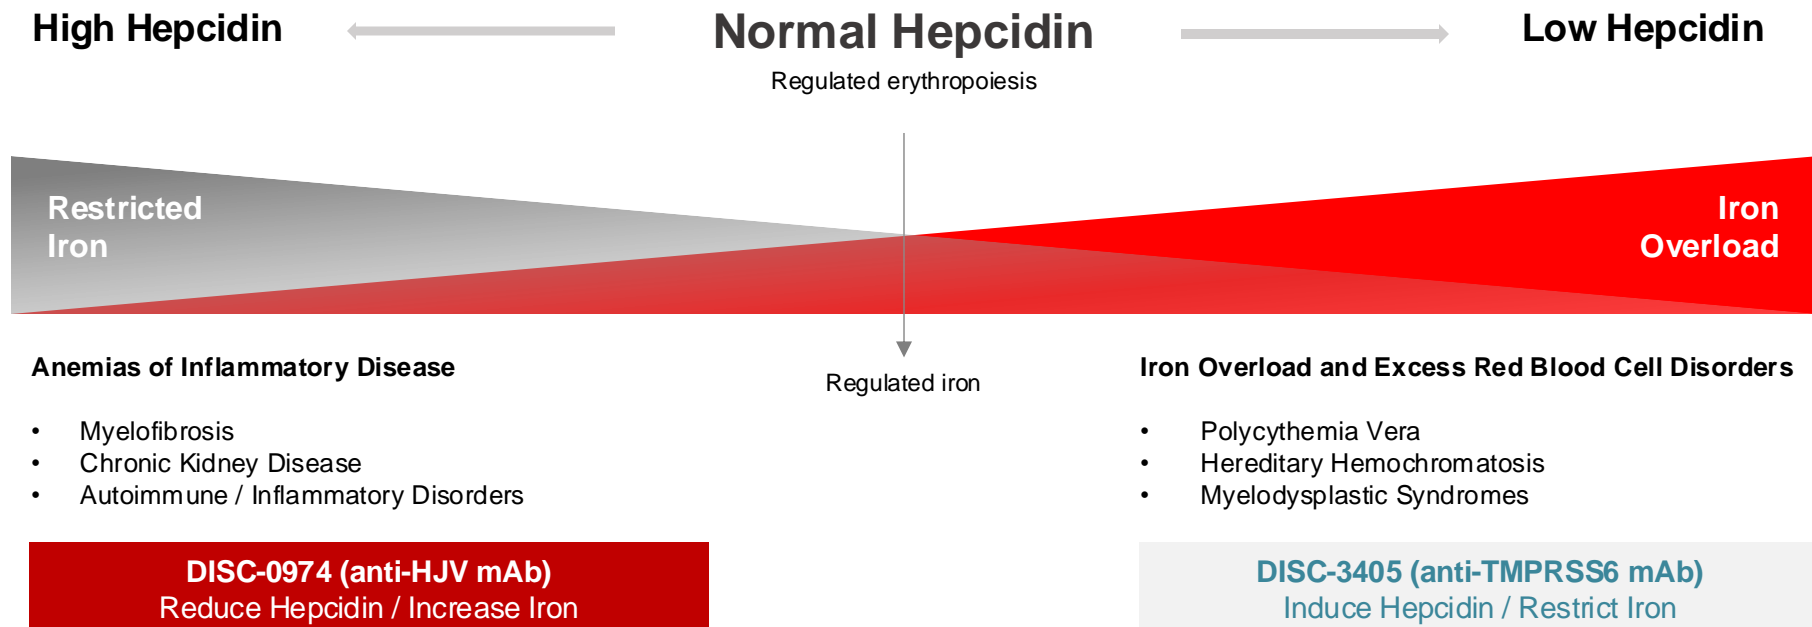 High Hepcidin
Normal Hepcidin
Low Hepcidin
Regulated erythropoiesis
Restricted
Iron
Iron
Overload
Regulated iron
Anemias of Inflammatory Disease
• Myelofibrosis
• Chronic Kidney Disease
• Autoimmune / Inflammatory Disorders
DISC-0974 (anti-HJV mAb)
Reduce Hepcidin / Increase Iron
Iron Overload and Excess Red Blood Cell Disorders
• Polycythemia Vera
• Hereditary Hemochromatosis
• Myelodysplastic Syndromes
DISC-3405 (anti-TMPRSS6 mAb)
Induce Hepcidin / Restrict Iron